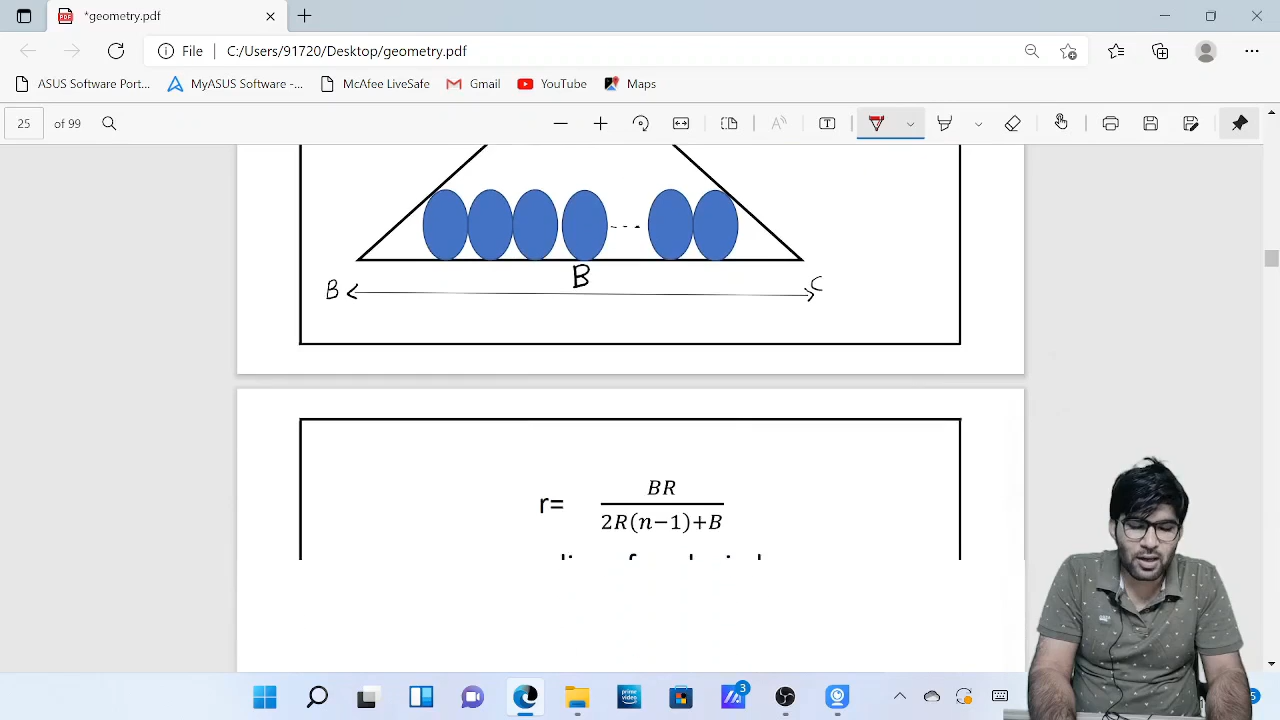 *geometry.pdf
File C:/Users/91720/Desktop/geometry.pdf
ASUS Software Port... MyASUS Software -... McAfee LiveSafe Gmail YouTube Maps
25 of 99
B
B C
r= BR
2R(n−1)+B
3